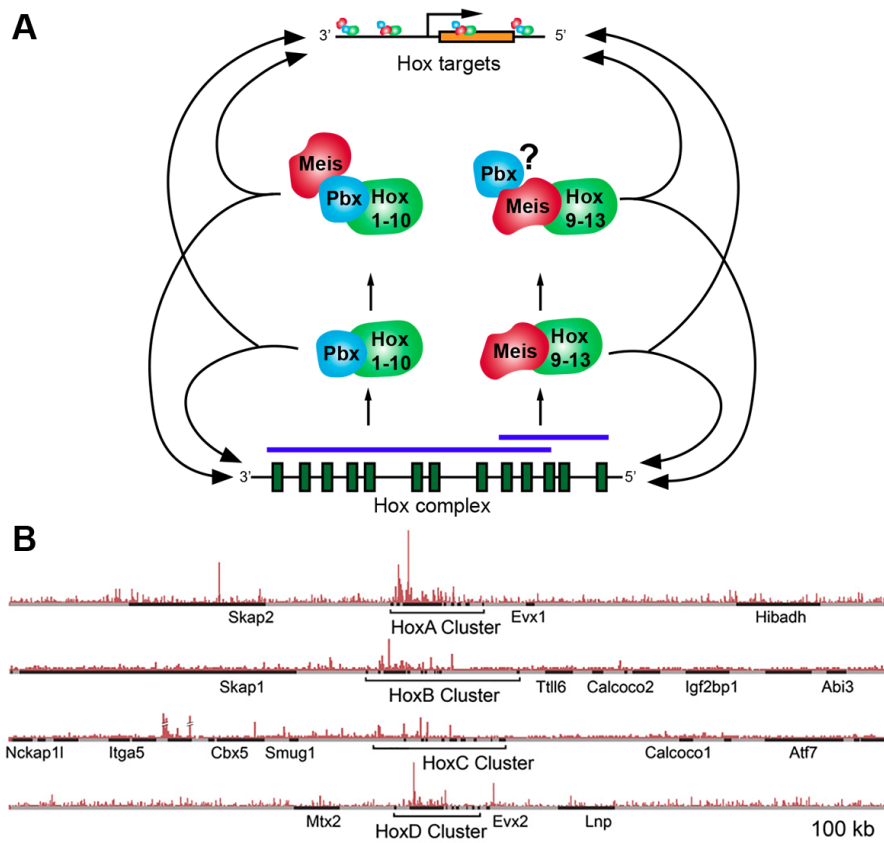 A
3’ 5’
Hox targets
Meis
Pbx Hox
1-10
Pbx ?
Meis Hox
9-13
Pbx Hox
1-10
Meis Hox
9-13
3’ 5’
Hox complex
B
Skap2 HoxA Cluster Evx1 Hibadh
Skap1 HoxB Cluster Ttll6 Calcoco2 Igf2bp1 Abi3
Nckap1l Itga5 Cbx5 Smug1 HoxC Cluster Calcoco1 Atf7
Mtx2 HoxD Cluster Evx2 Lnp 100 kb